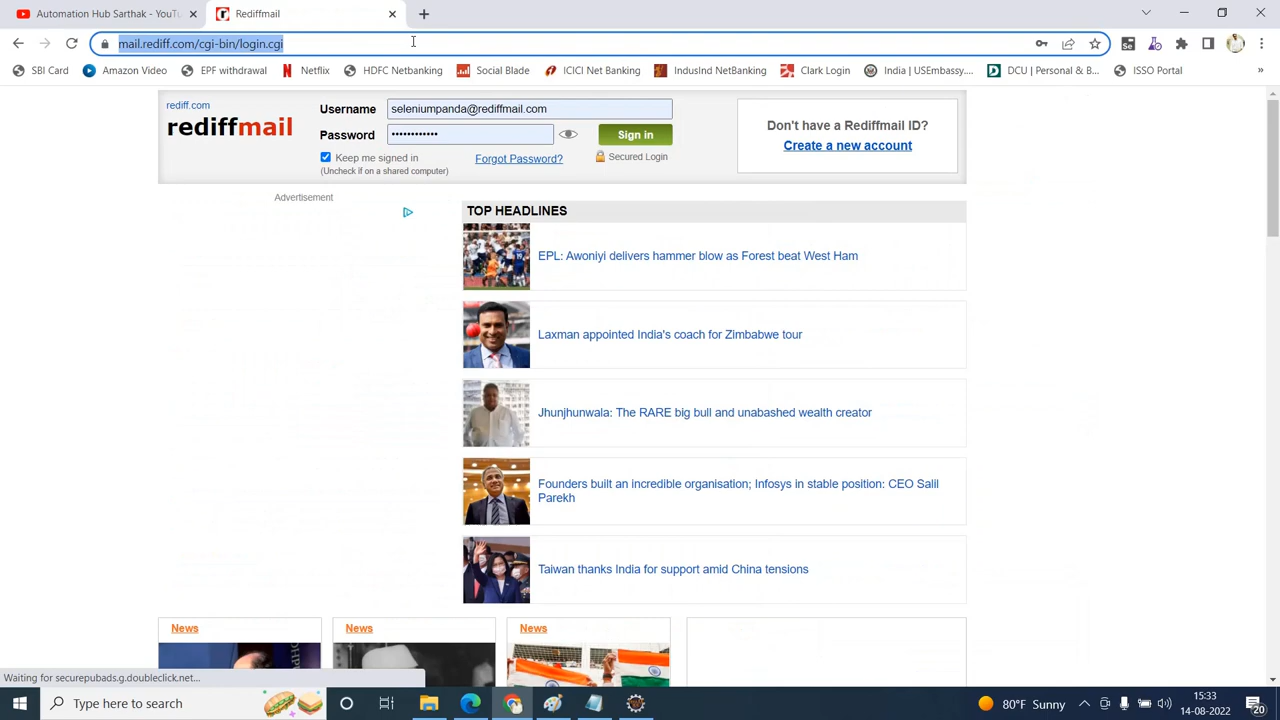 Automation Hub Sarthak - YouTub
Rediffmail
mail.rediff.com/cgi-bin/login.cgi
SBI Card
Amazon Video
EPF withdrawal
Netflix
HDFC Netbanking
Social Blade
ICICI Net Banking
IndusInd NetBanking
Clark Login
India | USEmbassy....
DCU | Personal & B...
ISSO Portal
»
rediff.com
rediffmail
Username
seleniumpanda@rediffmail.com
Password
••••••••••••
Sign in
Keep me signed in
(Uncheck if on a shared computer)
Forgot Password?
Secured Login
Don't have a Rediffmail ID?
Create a new account
Advertisement
TOP HEADLINES
EPL: Awoniyi delivers hammer blow as Forest beat West Ham
Laxman appointed India's coach for Zimbabwe tour
Jhunjhunwala: The RARE big bull and unabashed wealth creator
Founders built an incredible organisation; Infosys in stable position: CEO Salil
Parekh
Taiwan thanks India for support amid China tensions
News
News
News
Waiting for securepubads.g.doubleclick.net...
Type here to search
80°F Sunny
15:33
14-08-2022
20